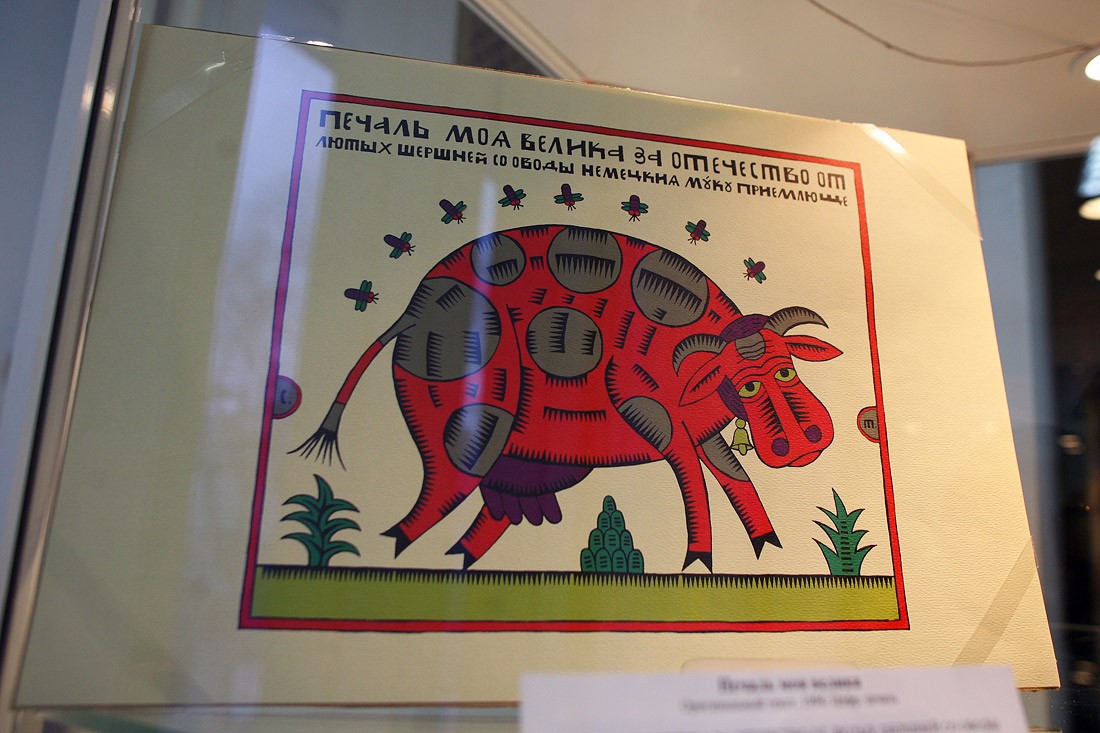 ПЕЧАЛЬ МОА ВЕЛИКА ЗА ОТЕЧЕСТВО ОТ
ЛЮТЫХ ШЕРШНЕЙ СО ОВОДЫ НЕМЕЦКИА МУКУ ПРИЕМЛЮЩЕ
С.
Т.
Печаль моя велика